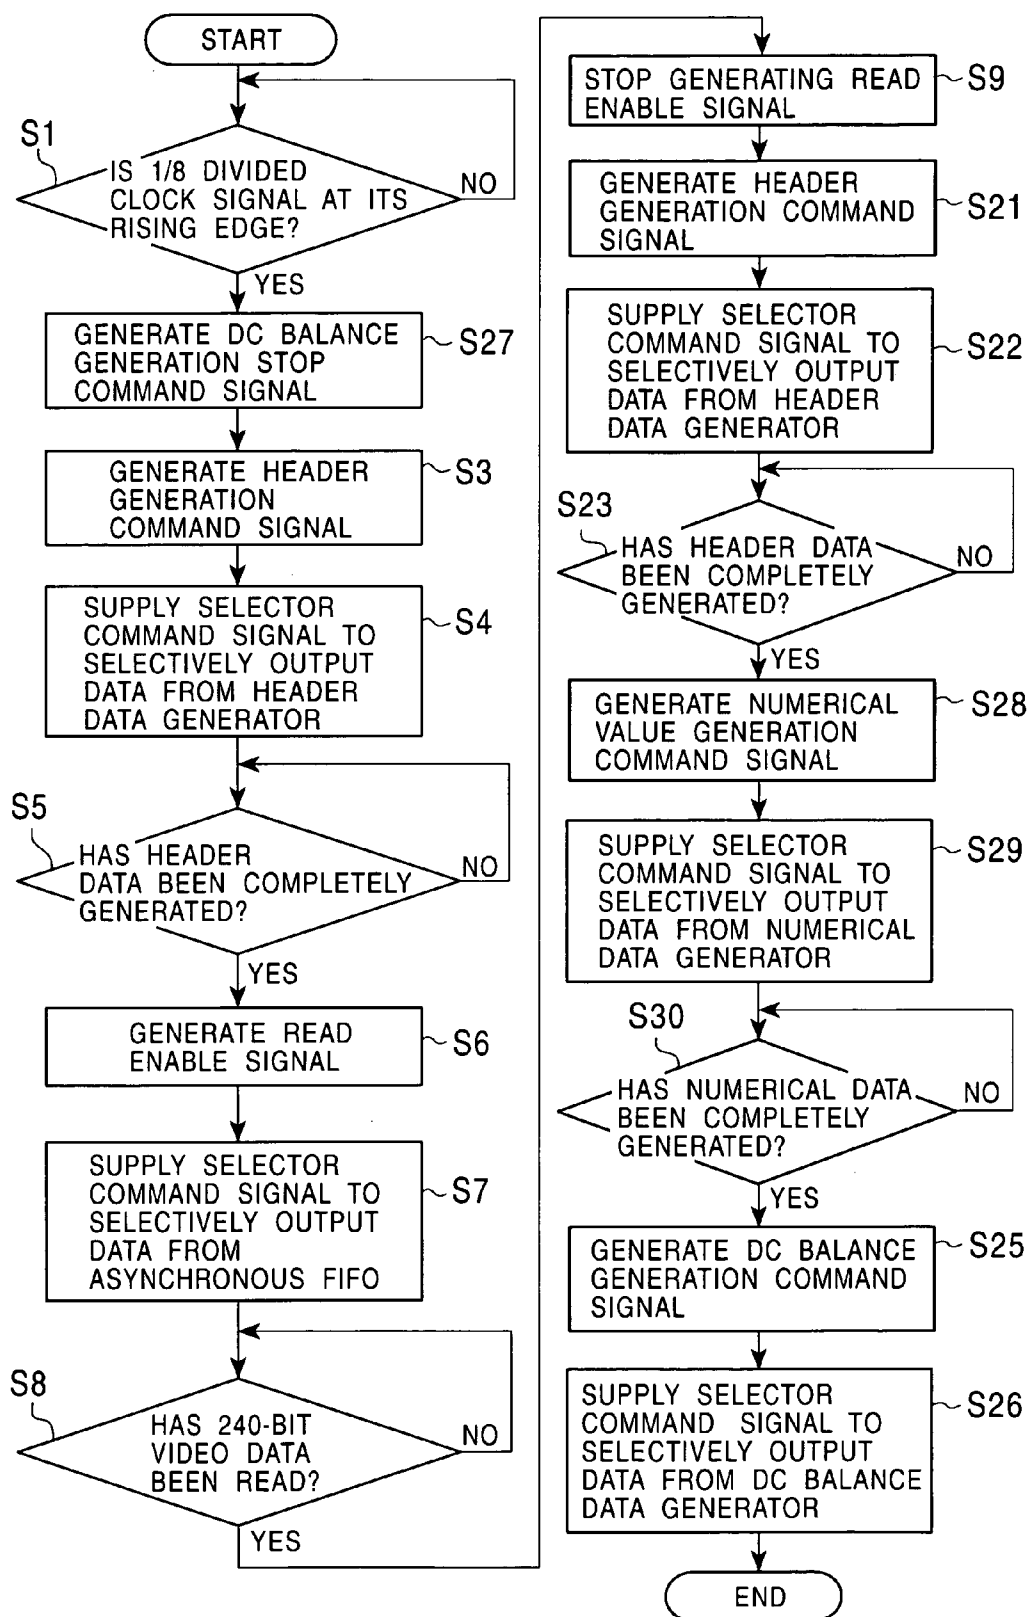 START
S1
IS 1/8 DIVIDED
CLOCK SIGNAL AT ITS
RISING EDGE?
NO
YES
GENERATE DC BALANCE
GENERATION STOP
COMMAND SIGNAL
S27
GENERATE HEADER
GENERATION
COMMAND SIGNAL
S3
SUPPLY SELECTOR
COMMAND SIGNAL TO
SELECTIVELY OUTPUT
DATA FROM HEADER
DATA GENERATOR
S4
S5
HAS HEADER
DATA BEEN COMPLETELY
GENERATED?
NO
YES
GENERATE READ
ENABLE SIGNAL
S6
SUPPLY SELECTOR
COMMAND SIGNAL TO
SELECTIVELY OUTPUT
DATA FROM
ASYNCHRONOUS FIFO
S7
S8
HAS 240-BIT
VIDEO DATA
BEEN READ?
NO
YES
STOP GENERATING READ
ENABLE SIGNAL
S9
GENERATE HEADER
GENERATION COMMAND
SIGNAL
S21
SUPPLY SELECTOR
COMMAND SIGNAL TO
SELECTIVELY OUTPUT
DATA FROM HEADER
DATA GENERATOR
S22
S23
HAS HEADER DATA
BEEN COMPLETELY
GENERATED?
NO
YES
GENERATE NUMERICAL
VALUE GENERATION
COMMAND SIGNAL
S28
SUPPLY SELECTOR
COMMAND SIGNAL TO
SELECTIVELY OUTPUT
DATA FROM NUMERICAL
DATA GENERATOR
S29
S30
HAS NUMERICAL DATA
BEEN COMPLETELY
GENERATED?
NO
YES
GENERATE DC BALANCE
GENERATION COMMAND
SIGNAL
S25
SUPPLY SELECTOR
COMMAND SIGNAL TO
SELECTIVELY OUTPUT
DATA FROM DC BALANCE
DATA GENERATOR
S26
END